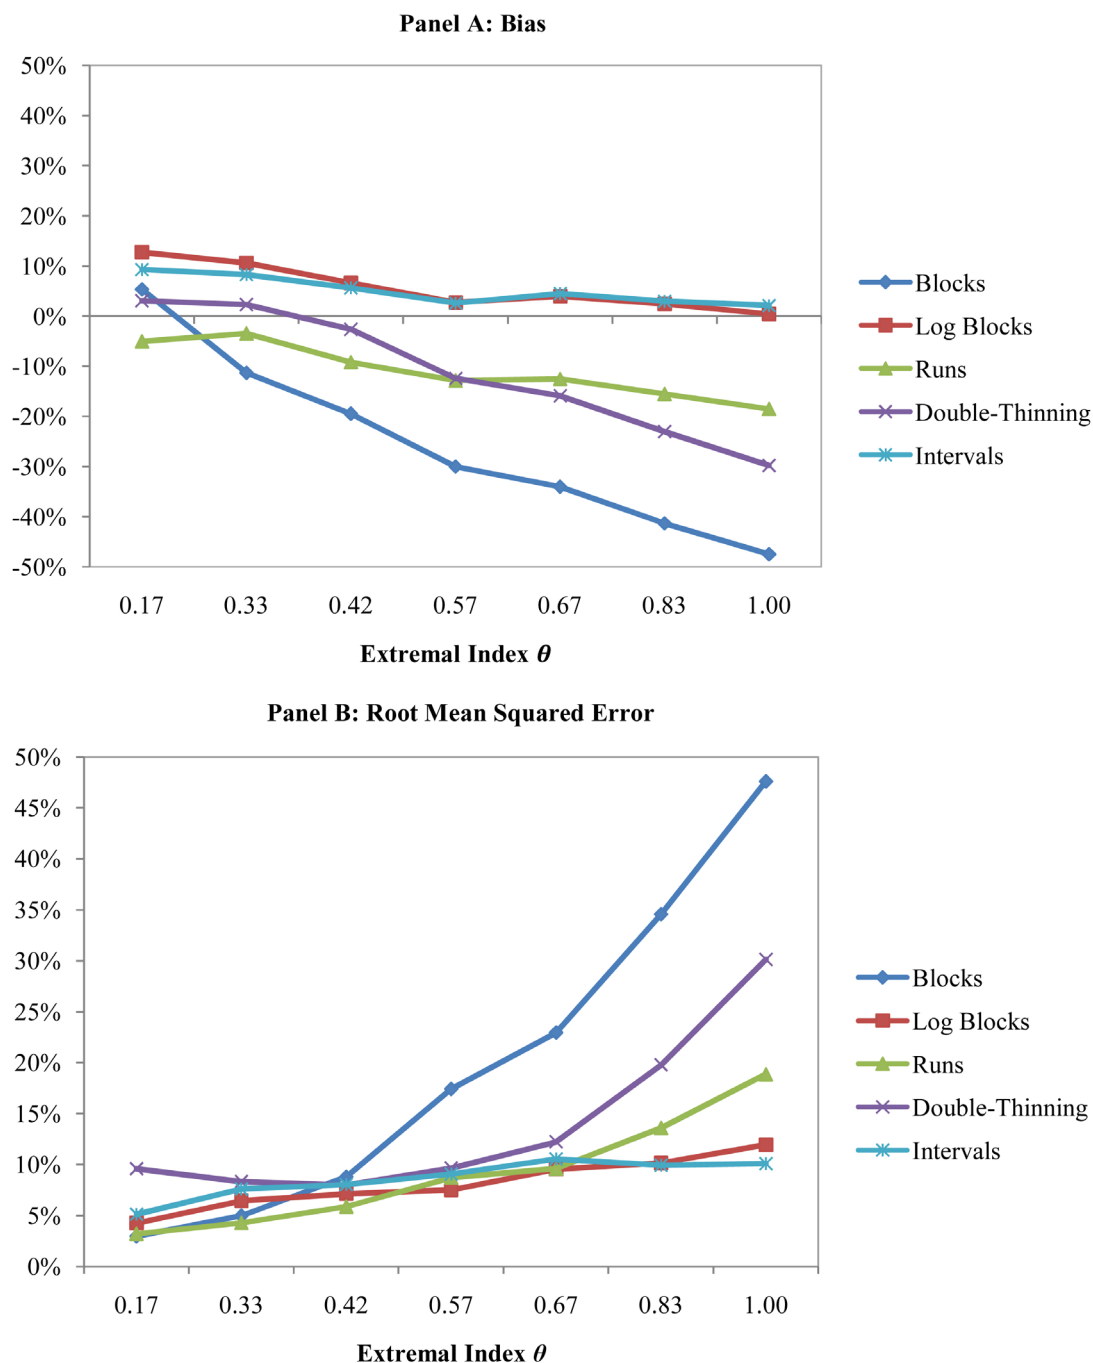 Panel A: Bias
50%
40%
30%
20%
10%
0%
-10%
-20%
-30%
-40%
-50%
0.17 0.33 0.42 0.57 0.67 0.83 1.00
Extremal Index θ
Blocks
Log Blocks
Runs
Double-Thinning
Intervals
Panel B: Root Mean Squared Error
50%
45%
40%
35%
30%
25%
20%
15%
10%
5%
0%
0.17 0.33 0.42 0.57 0.67 0.83 1.00
Extremal Index θ
Blocks
Log Blocks
Runs
Double-Thinning
Intervals